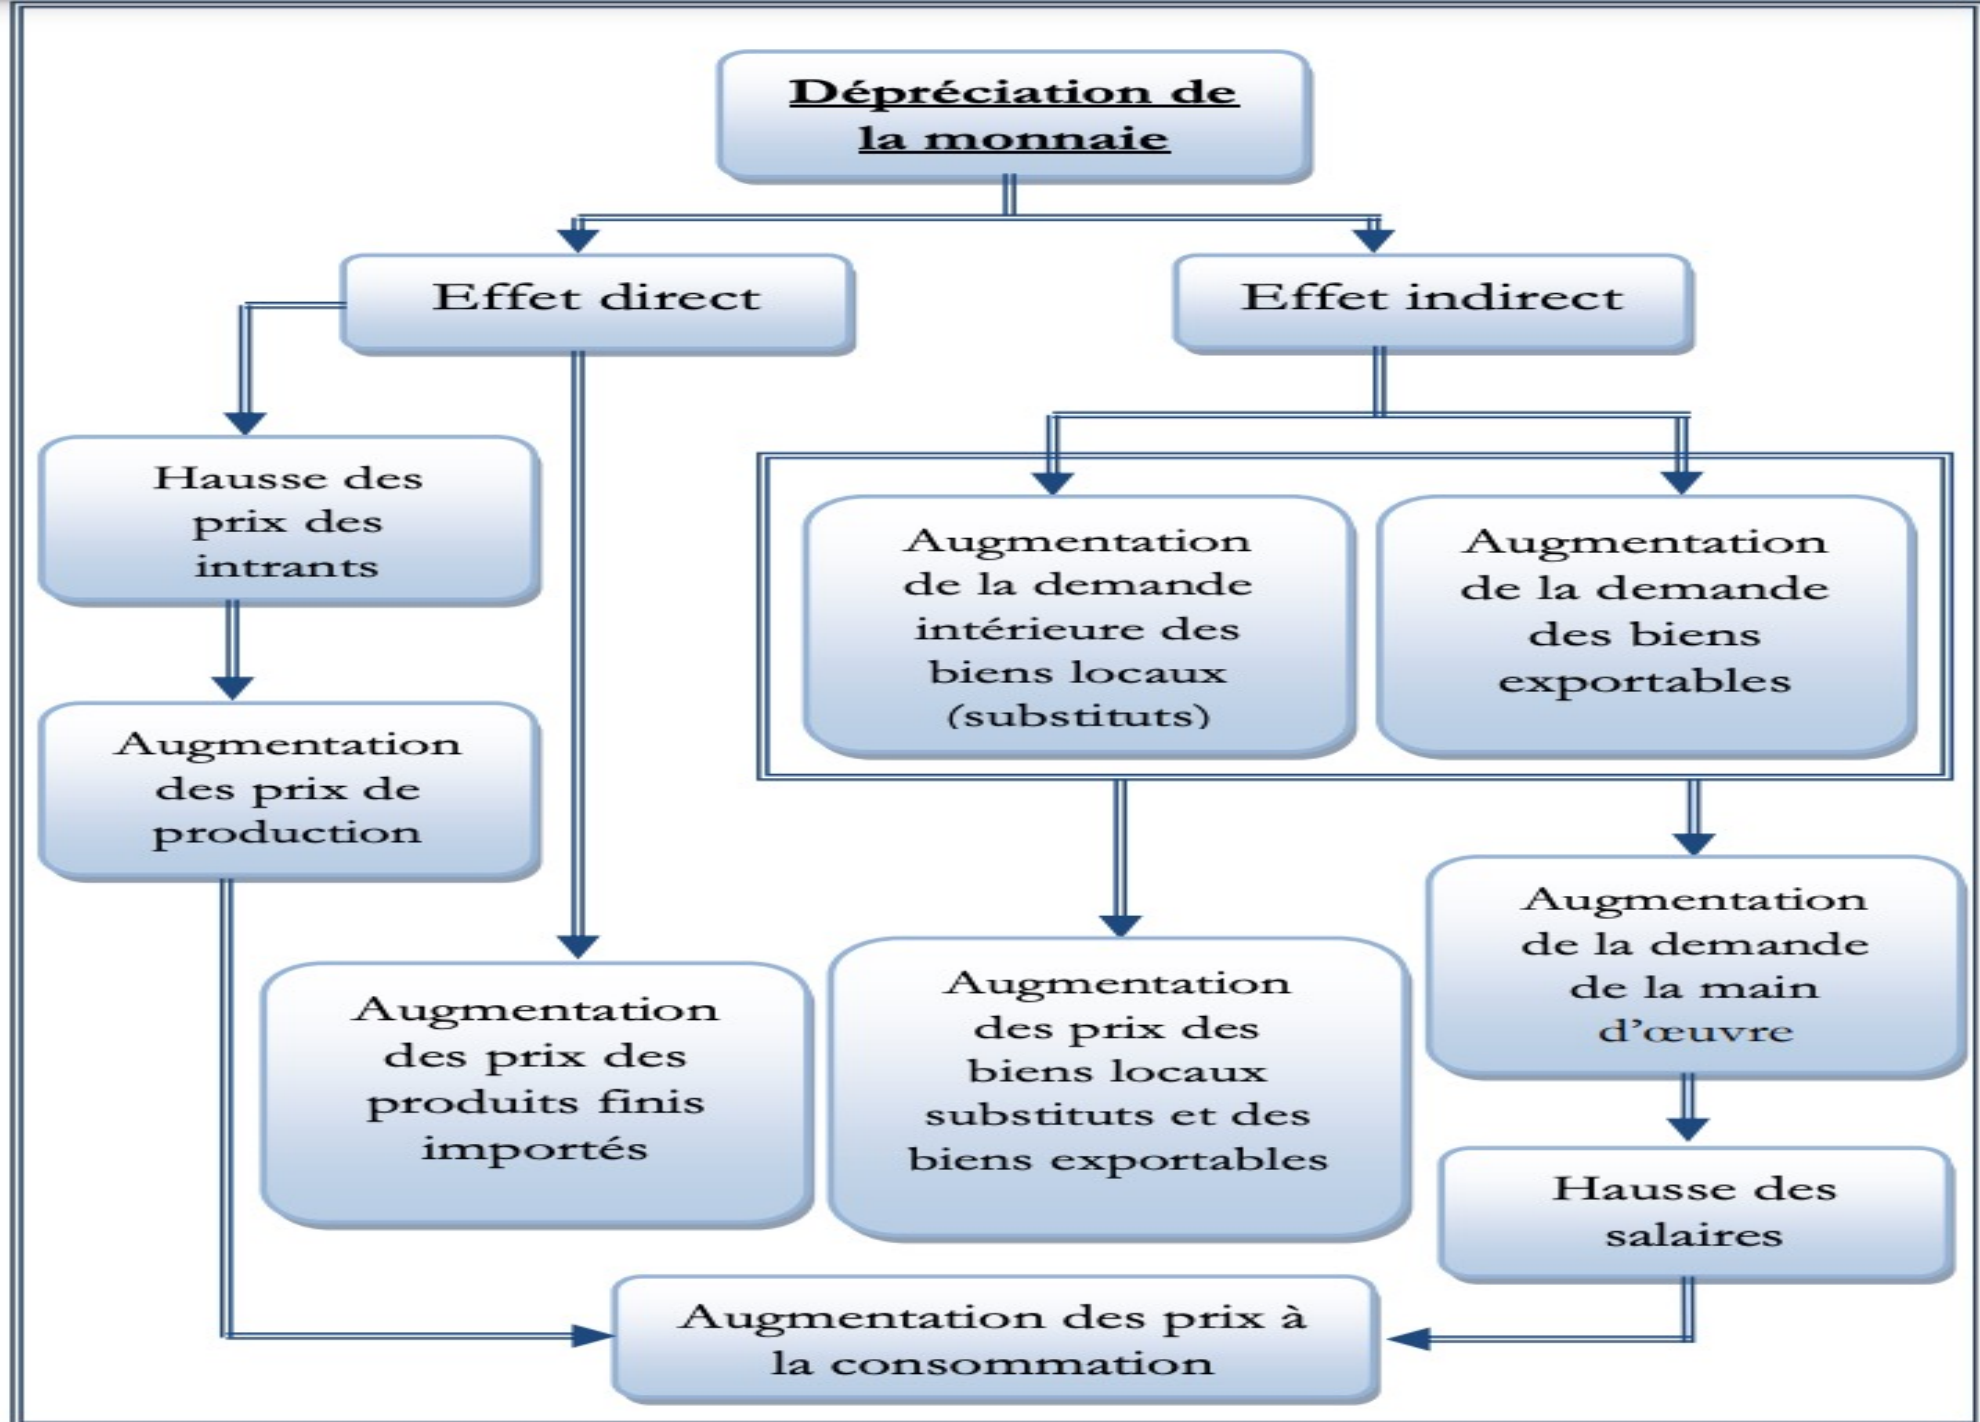 Dépréciation de
la monnaie
Effet direct
Effet indirect
Hausse des
prix des
intrants
Augmentation
de la demande
intérieure des
biens locaux
(substituts)
Augmentation
de la demande
des biens
exportables
Augmentation
des prix de
production
Augmentation
des prix des
produits finis
importés
Augmentation
des prix des
biens locaux
substituts et des
biens exportables
Augmentation
de la demande
de la main
d’œuvre
Hausse des
salaires
Augmentation des prix à
la consommation